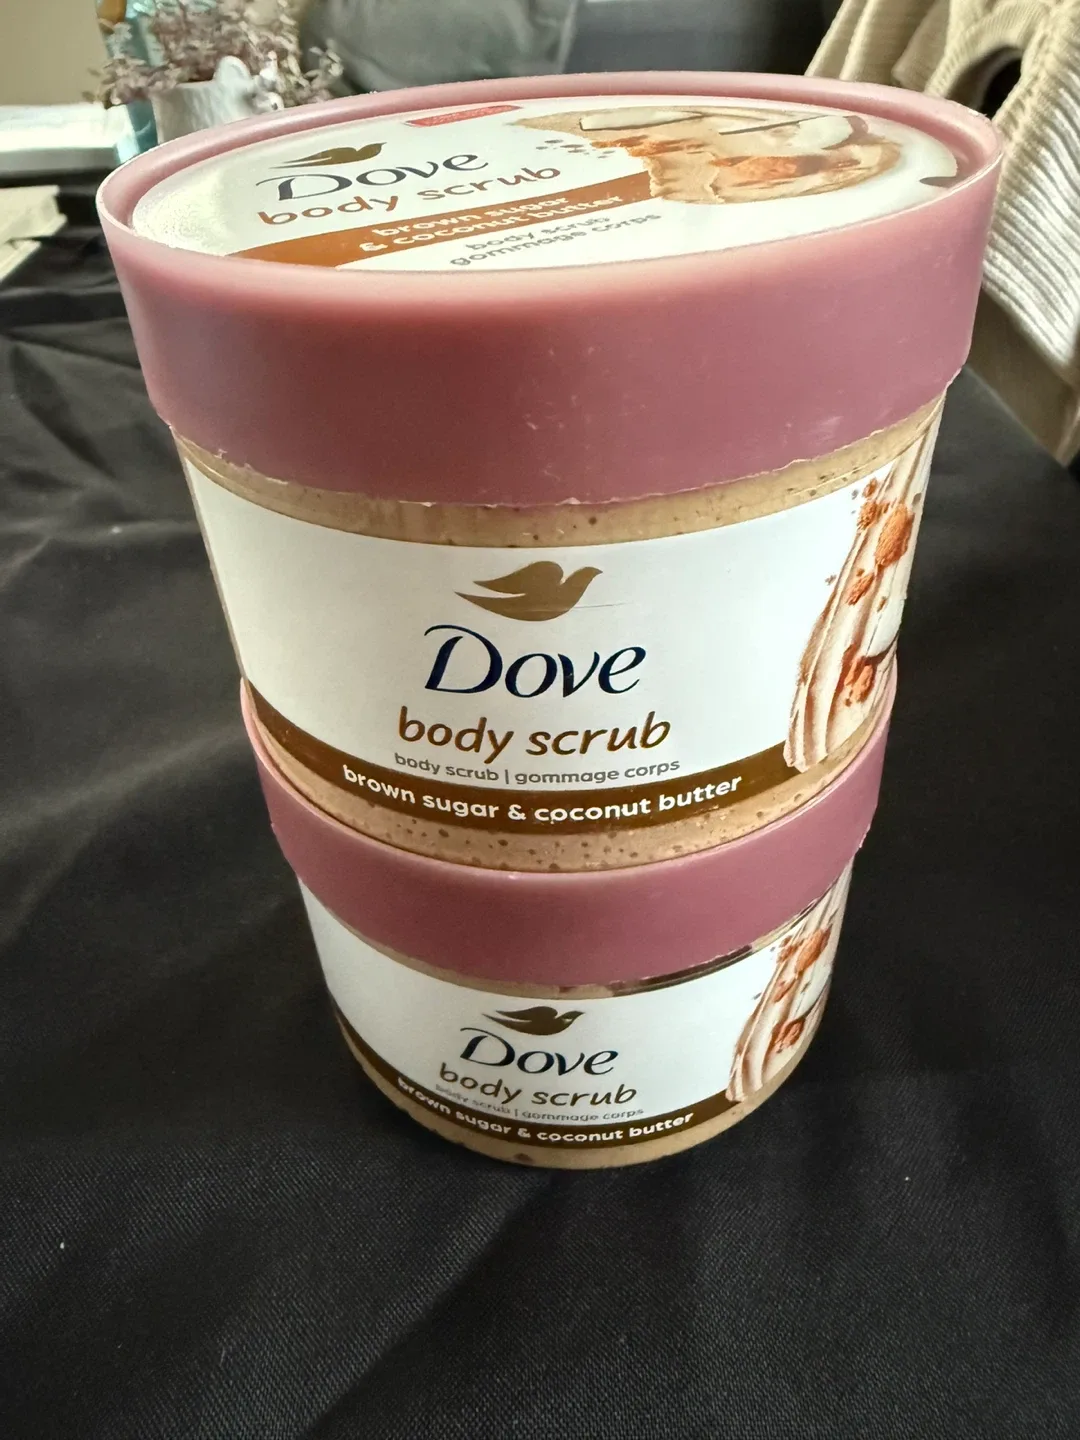 Dove
body scrub
brown sugar
& coconut butter
body scrub
gommage corps
Dove
body scrub
body scrub | gommage corps
brown sugar & coconut butter
Dove
body scrub
body scrub | gommage corps
brown sugar & coconut butter